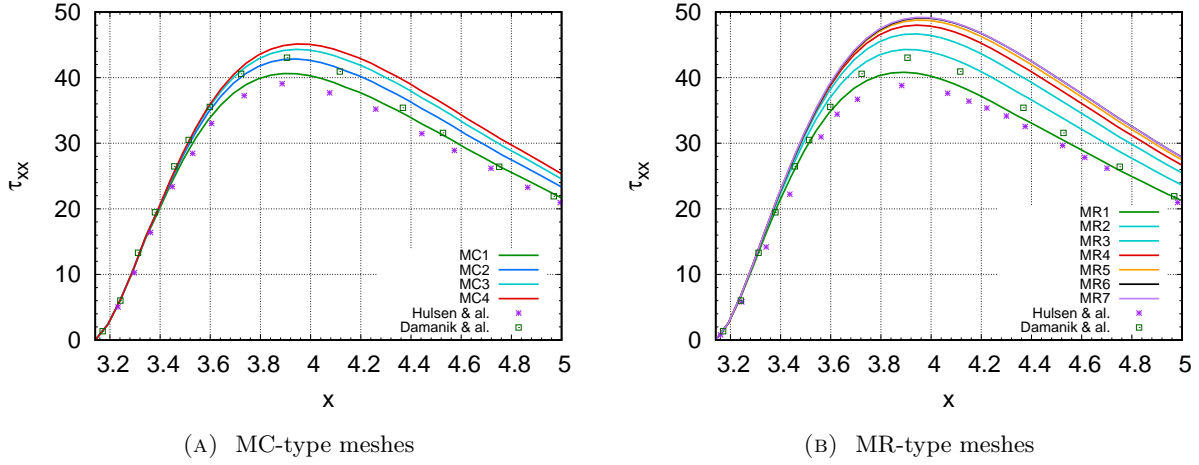 50
40
30
20
10
0
τxx
3.2 3.4 3.6 3.8 4 4.2 4.4 4.6 4.8 5
x
MC1
MC2
MC3
MC4
Hulsen & al.
Damanik & al.
(A) MC-type meshes
50
40
30
20
10
0
τxx
3.2 3.4 3.6 3.8 4 4.2 4.4 4.6 4.8 5
x
MR1
MR2
MR3
MR4
MR5
MR6
MR7
Hulsen & al.
Damanik & al.
(B) MR-type meshes